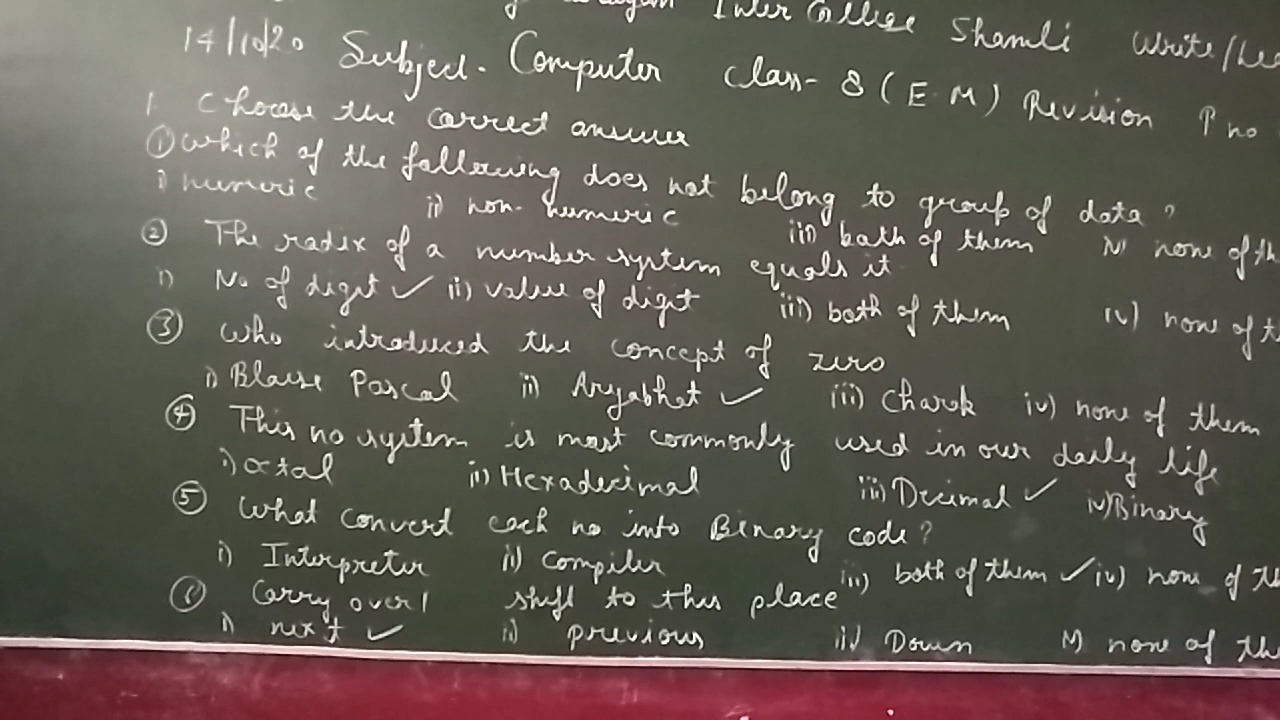 Inter College Shamli Write/
14/10/20 Subject- Computer Class- 8 (E.M) Revision P no
1. Choose the correct answer
① Which of the following does not belong to group of data?
i) numeric ii) non-numeric iii) both of them iv) none of th
② The radix of a number system equals it
i) No of digit ✓ ii) value of digit iii) both of them iv) none of t
③ Who introduced the concept of zero
i) Blaise Pascal ii) Aryabhat ✓ iii) Charak iv) none of them
④ This no system is most commonly used in our daily life
i) octal ii) Hexadecimal iii) Decimal ✓ iv) Binary
⑤ What convert each no into Binary code?
i) Interpreter ii) compiler iii) both of them ✓ iv) none of th
Carry over 1 shift to this place
i) next ✓ ii) previous iii) Down iv) none of the